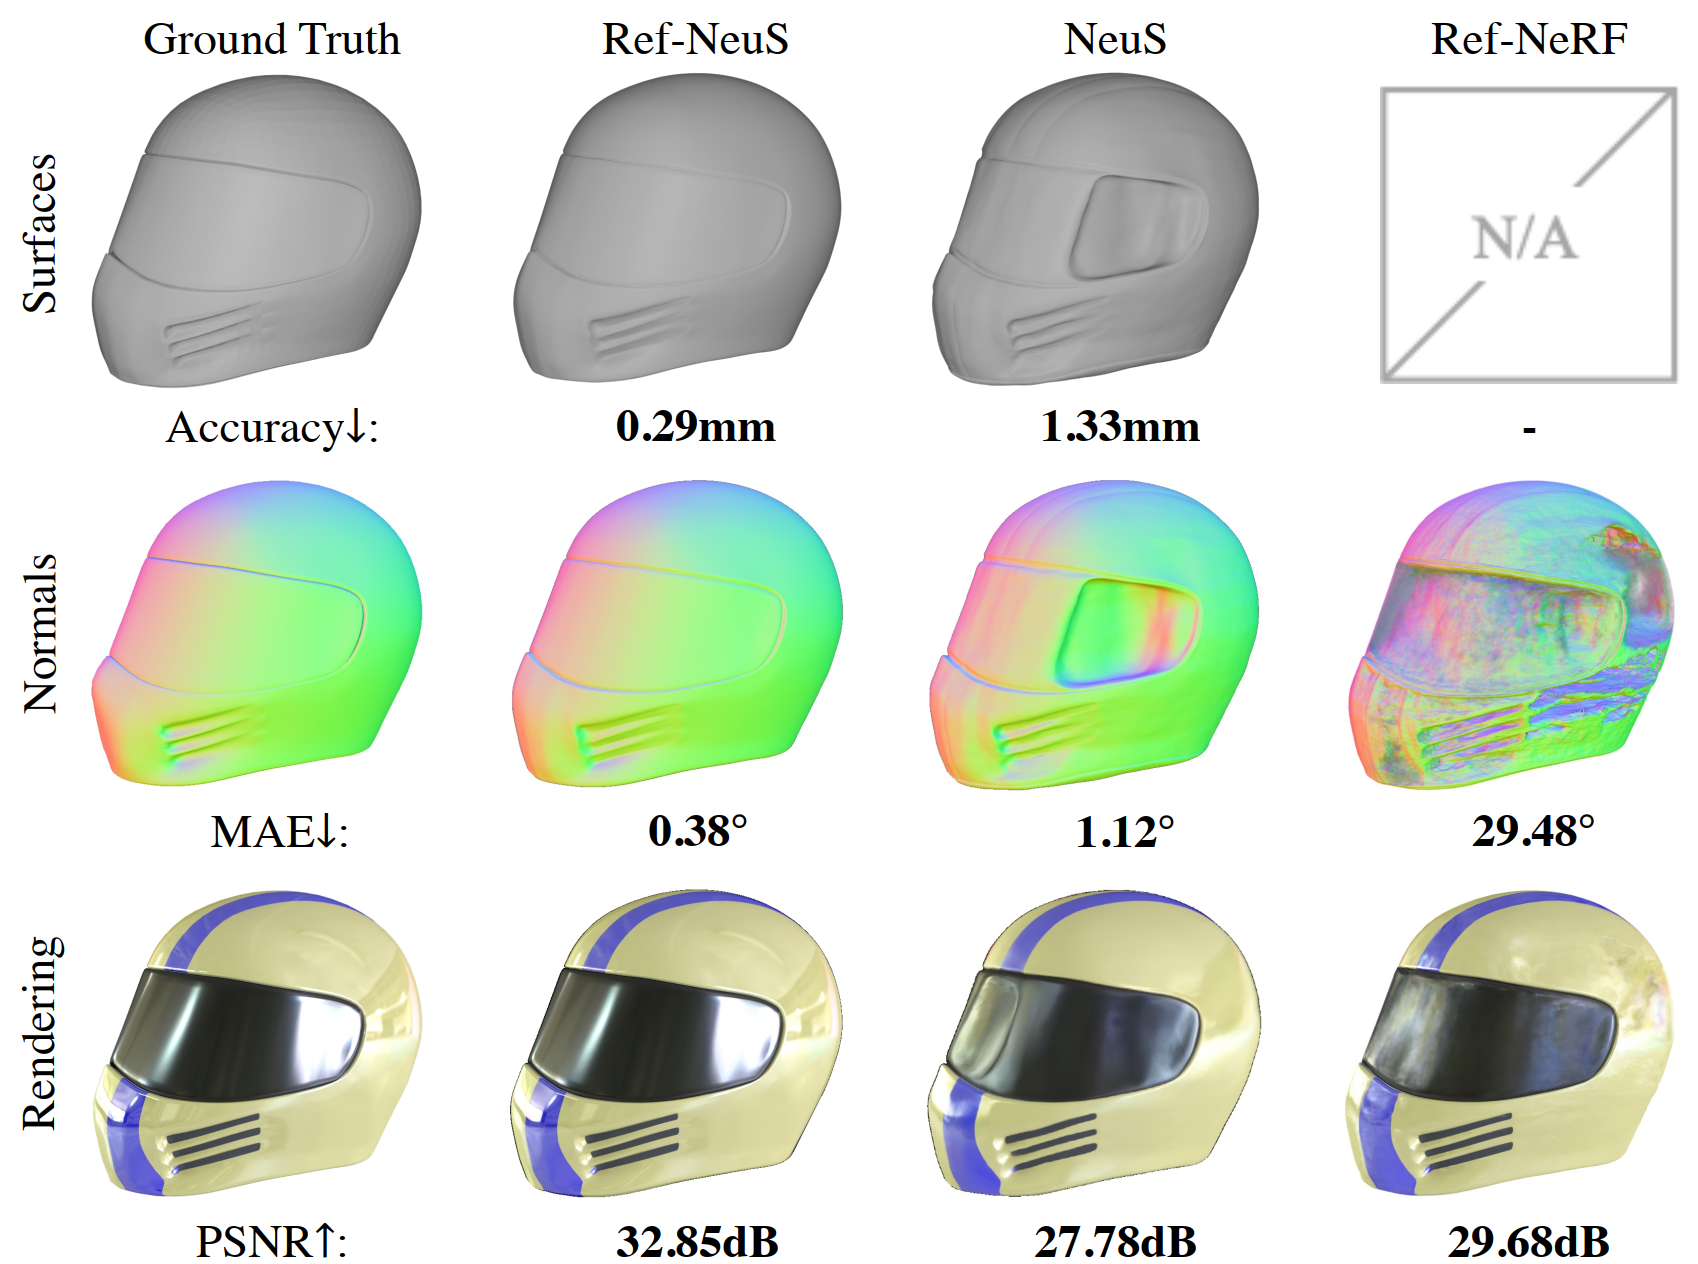 Ground Truth Ref-NeuS NeuS Ref-NeRF
Surfaces
N/A
Accuracy↓: 0.29mm 1.33mm -
Normals
MAE↓: 0.38° 1.12° 29.48°
Rendering
PSNR↑: 32.85dB 27.78dB 29.68dB